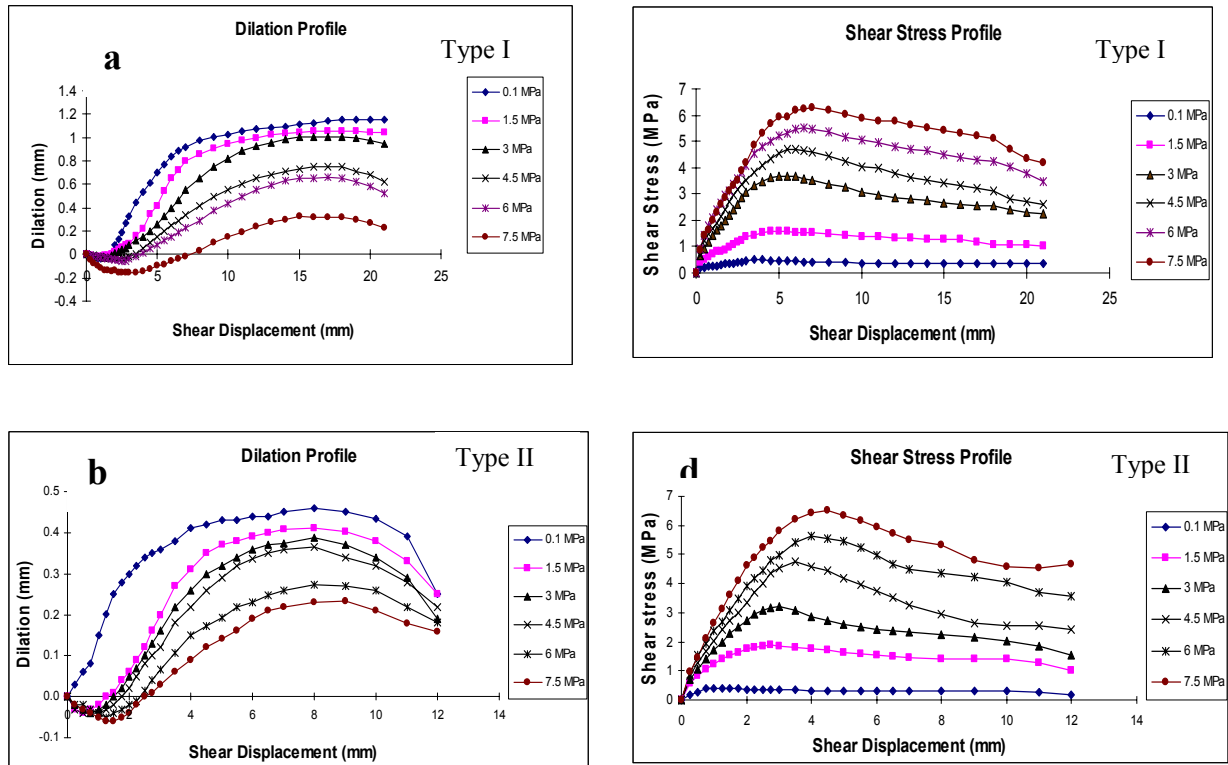 Dilation Profile
a
Type I
Dilation (mm)
1.4
1.2
1
0.8
0.6
0.4
0.2
0
-0.2
-0.4
0
5
10
15
20
25
Shear Displacement (mm)
0.1 MPa
1.5 MPa
3 MPa
4.5 MPa
6 MPa
7.5 MPa
Shear Stress Profile
Type I
Shear Stress (MPa)
7
6
5
4
3
2
1
0
0
5
10
15
20
25
Shear Displacement (mm)
0.1 MPa
1.5 MPa
3 MPa
4.5 MPa
6 MPa
7.5 MPa
b
Dilation Profile
Type II
Dilation (mm)
0.5
0.4
0.3
0.2
0.1
0.0
-0.1
0
2
4
6
8
10
12
14
Shear Displacement (mm)
0.1 MPa
1.5 MPa
3 MPa
4.5 MPa
6 MPa
7.5 MPa
d
Shear Stress Profile
Type II
Shear stress (MPa)
7
6
5
4
3
2
1
0
0
2
4
6
8
10
12
14
Shear Displacement (mm)
0.1 MPa
1.5 MPa
3 MPa
4.5 MPa
6 MPa
7.5 MPa